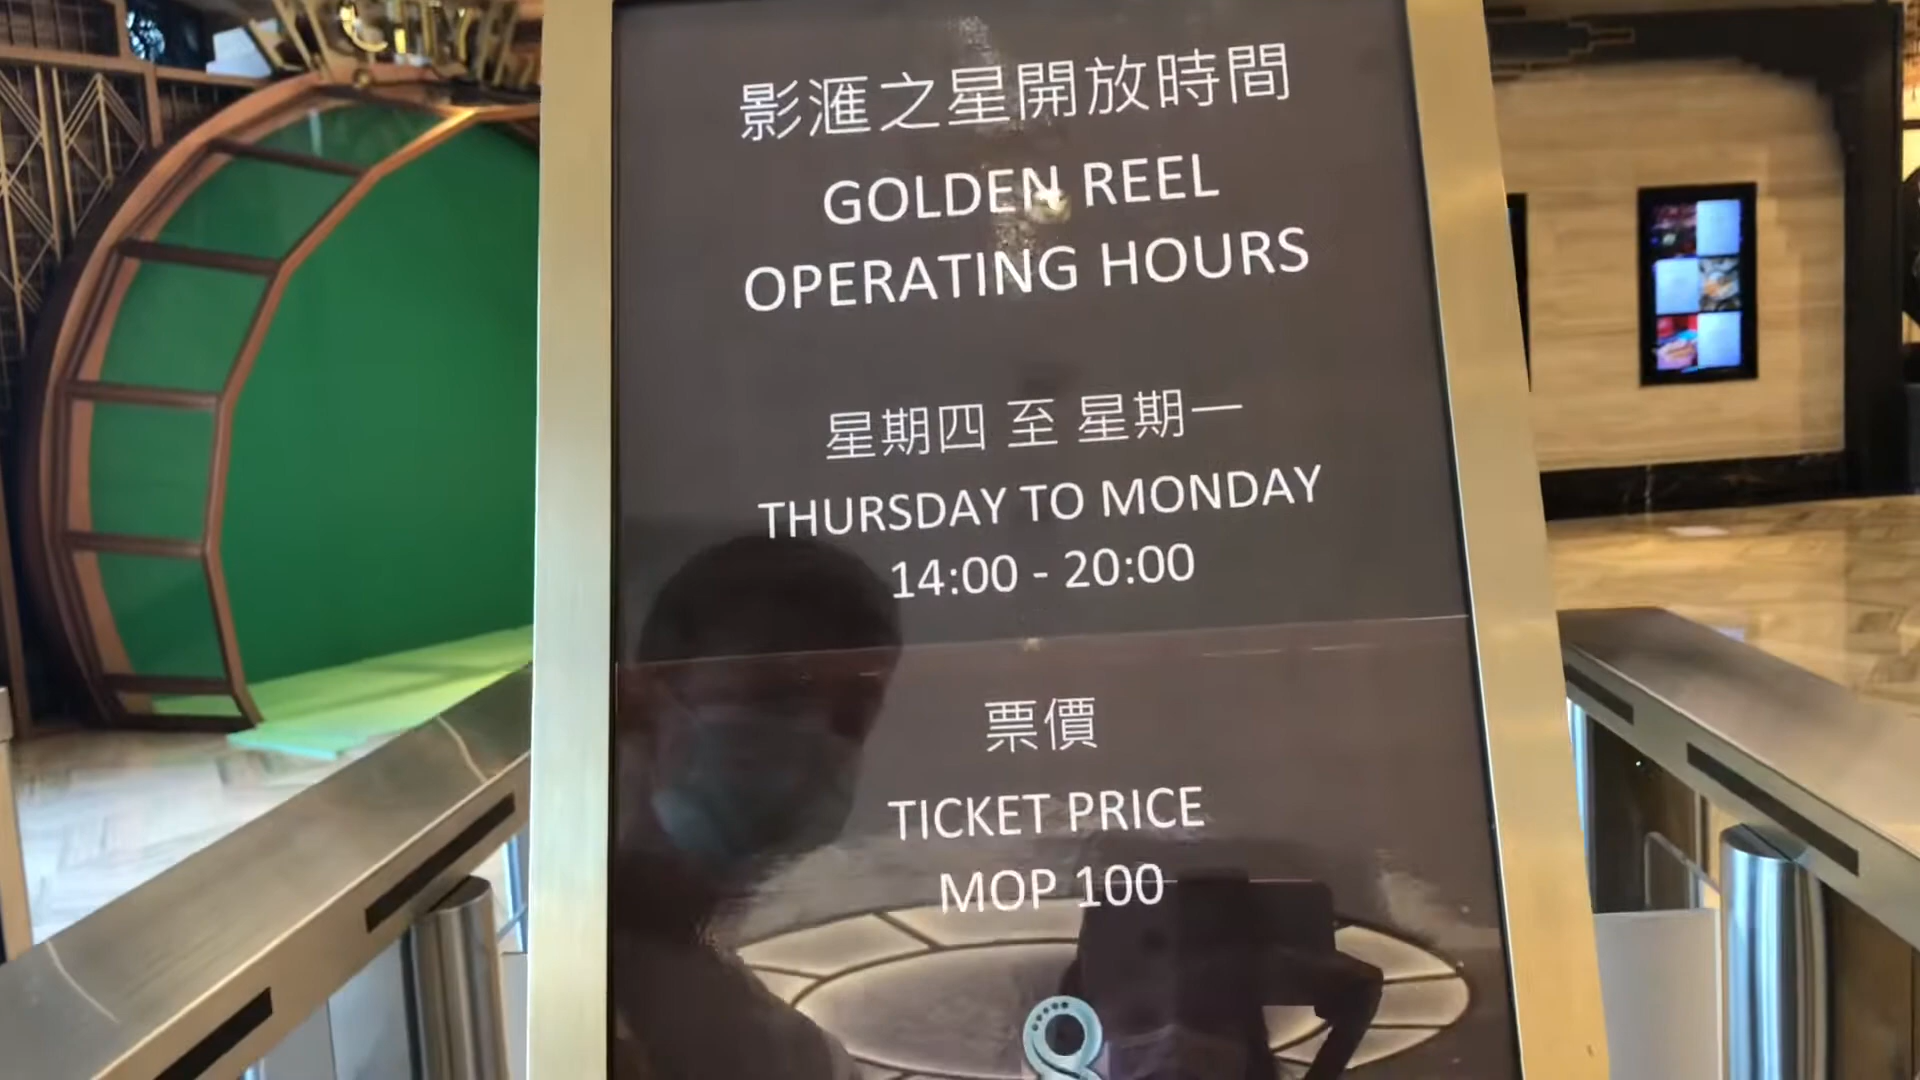 影滙之星開放時間
GOLDEN REEL
OPERATING HOURS
星期四 至 星期一
THURSDAY TO MONDAY
14:00 - 20:00
票價
TICKET PRICE
MOP 100